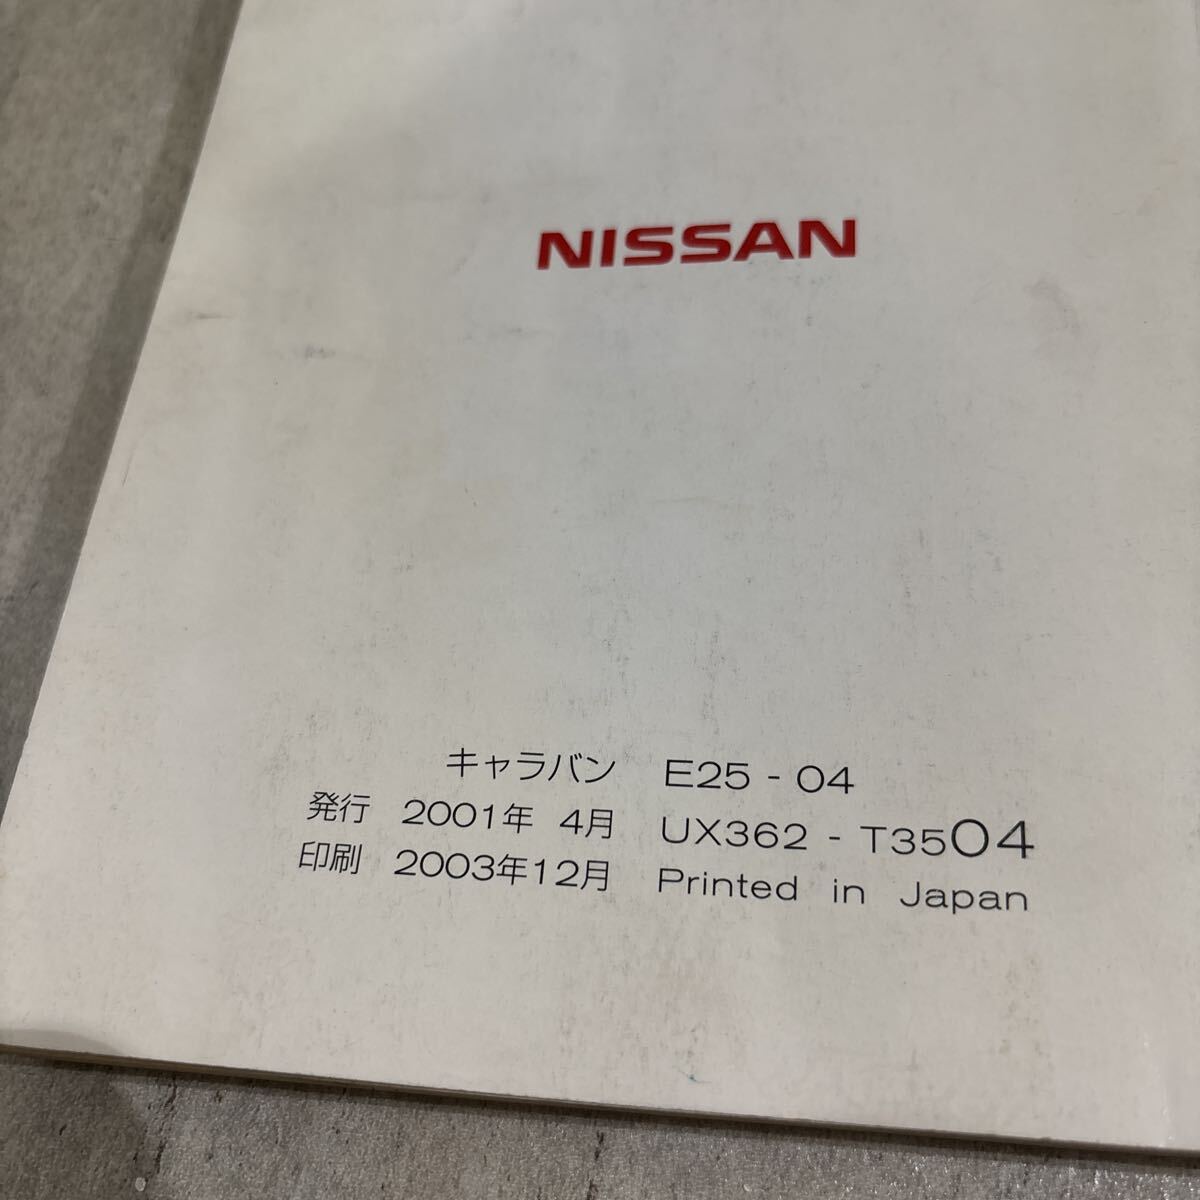 NISSAN
キャラバン E25 - 04
発行 2001年 4月 UX362 - T3504
印刷 2003年12月 Printed in Japan